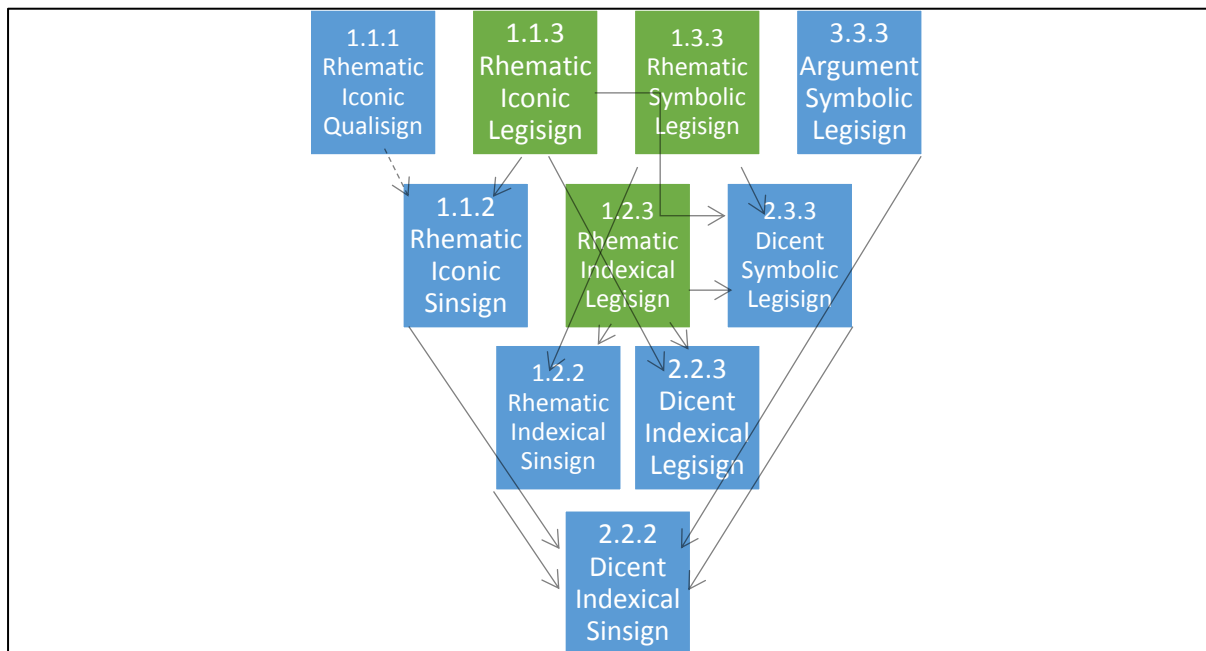 1.1.1
Rhematic
Iconic
Qualisign
1.1.3
Rhematic
Iconic
Legisign
1.3.3
Rhematic
Symbolic
Legisign
3.3.3
Argument
Symbolic
Legisign
1.1.2
Rhematic
Iconic
Sinsign
1.2.3
Rhematic
Indexical
Legisign
2.3.3
Dicent
Symbolic
Legisign
1.2.2
Rhematic
Indexical
Sinsign
2.2.3
Dicent
Indexical
Legisign
2.2.2
Dicent
Indexical
Sinsign